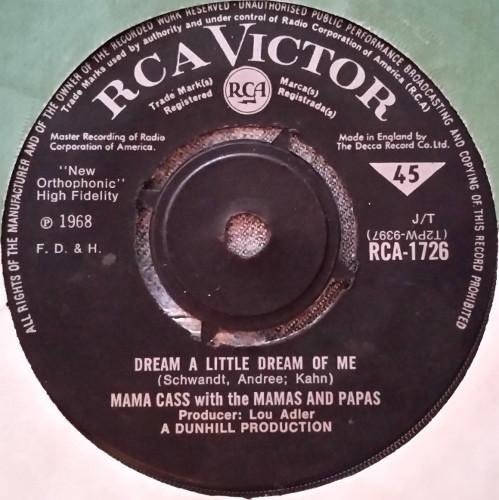 ALL RIGHTS OF THE MANUFACTURER AND OF THE OWNER OF THE RECORDED WORK RESERVED • UNAUTHORISED PUBLIC PERFORMANCE BROADCASTING AND COPYING OF THIS RECORD PROHIBITED
Trade Marks used by authority and under control of Radio Corporation of America (R.C.A)
RCA VICTOR
Trade Mark(s)
Registered
RCA
Marca(s)
Registrada(s)
Master Recording of Radio
Corporation of America.
Made in England by
The Decca Record Co. Ltd.
"New
Orthophonic"
High Fidelity
45
℗ 1968
J/T
(T2PW-9397)
F. D. & H.
RCA-1726
DREAM A LITTLE DREAM OF ME
(Schwandt, Andree; Kahn)
MAMA CASS with the MAMAS AND PAPAS
Producer: Lou Adler
A DUNHILL PRODUCTION